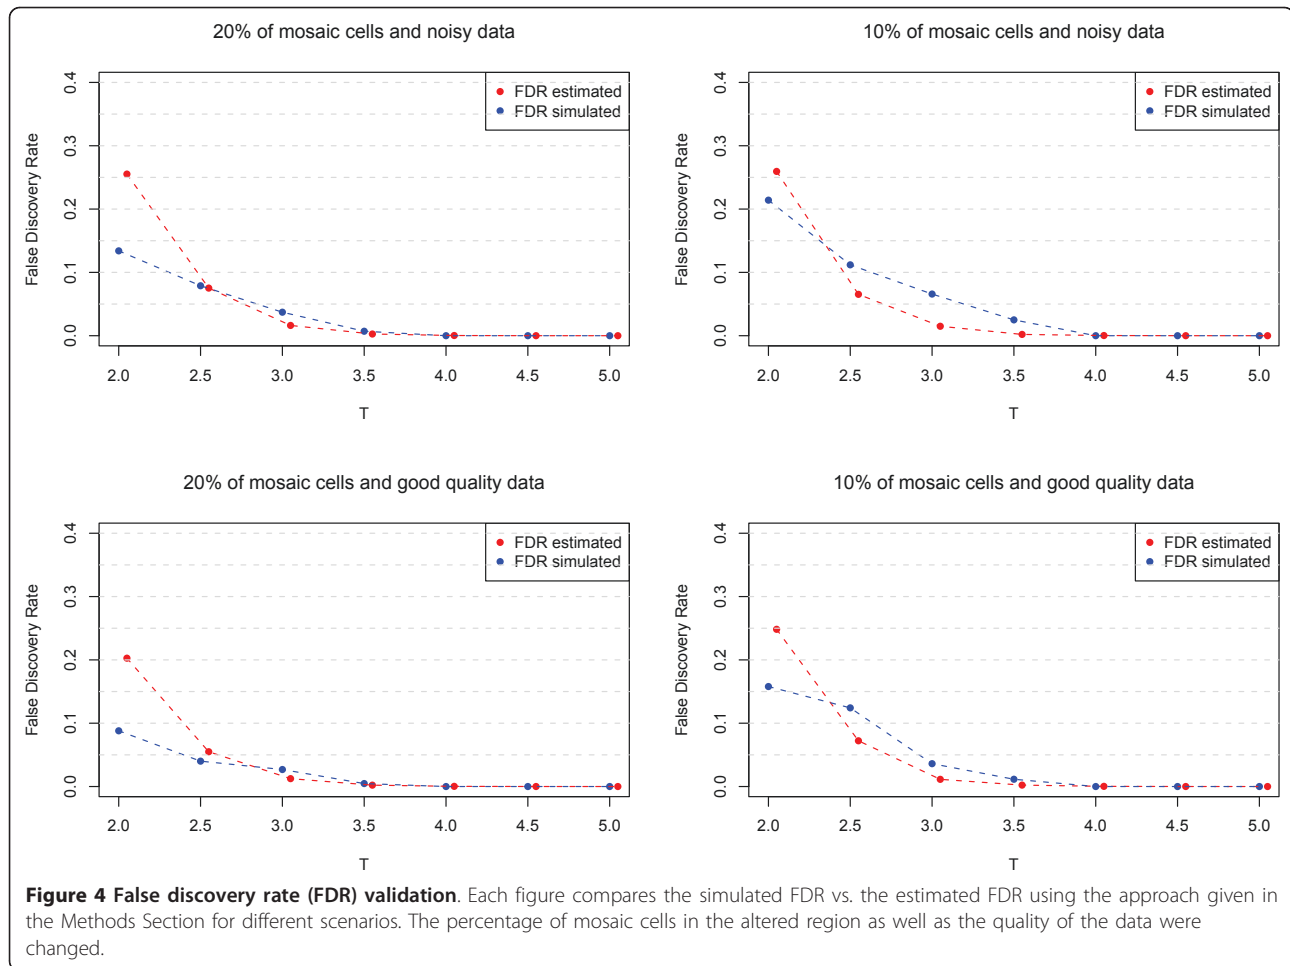 20% of mosaic cells and noisy data
FDR estimated
FDR simulated
False Discovery Rate
0.4
0.3
0.2
0.1
0.0
2.0 2.5 3.0 3.5 4.0 4.5 5.0
T
10% of mosaic cells and noisy data
FDR estimated
FDR simulated
False Discovery Rate
0.4
0.3
0.2
0.1
0.0
2.0 2.5 3.0 3.5 4.0 4.5 5.0
T
20% of mosaic cells and good quality data
FDR estimated
FDR simulated
False Discovery Rate
0.4
0.3
0.2
0.1
0.0
2.0 2.5 3.0 3.5 4.0 4.5 5.0
T
10% of mosaic cells and good quality data
FDR estimated
FDR simulated
False Discovery Rate
0.4
0.3
0.2
0.1
0.0
2.0 2.5 3.0 3.5 4.0 4.5 5.0
T
Figure 4 False discovery rate (FDR) validation. Each figure compares the simulated FDR vs. the estimated FDR using the approach given in
the Methods Section for different scenarios. The percentage of mosaic cells in the altered region as well as the quality of the data were
changed.